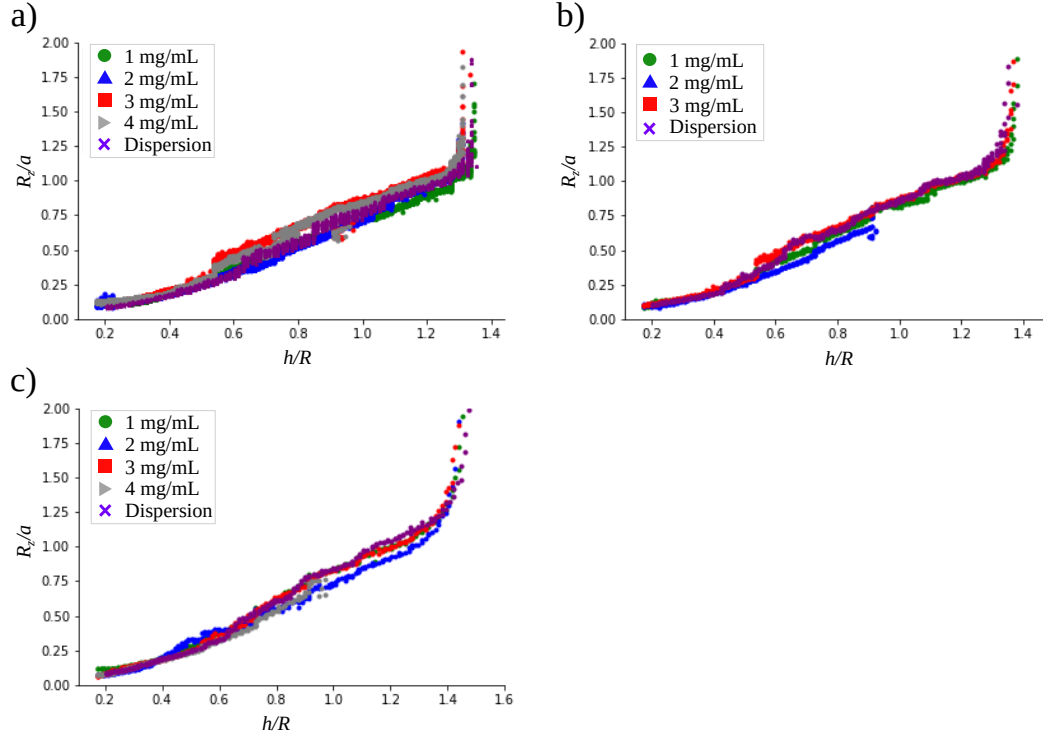 a)
2.00
1.75
1.50
1.25
1.00
0.75
0.50
0.25
0.00
R_z/a
1 mg/mL
2 mg/mL
3 mg/mL
4 mg/mL
Dispersion
0.2 0.4 0.6 0.8 1.0 1.2 1.4
h/R
b)
2.00
1.75
1.50
1.25
1.00
0.75
0.50
0.25
0.00
R_z/a
1 mg/mL
2 mg/mL
3 mg/mL
Dispersion
0.2 0.4 0.6 0.8 1.0 1.2 1.4
h/R
c)
2.00
1.75
1.50
1.25
1.00
0.75
0.50
0.25
0.00
R_z/a
1 mg/mL
2 mg/mL
3 mg/mL
4 mg/mL
Dispersion
0.2 0.4 0.6 0.8 1.0 1.2 1.4 1.6
h/R